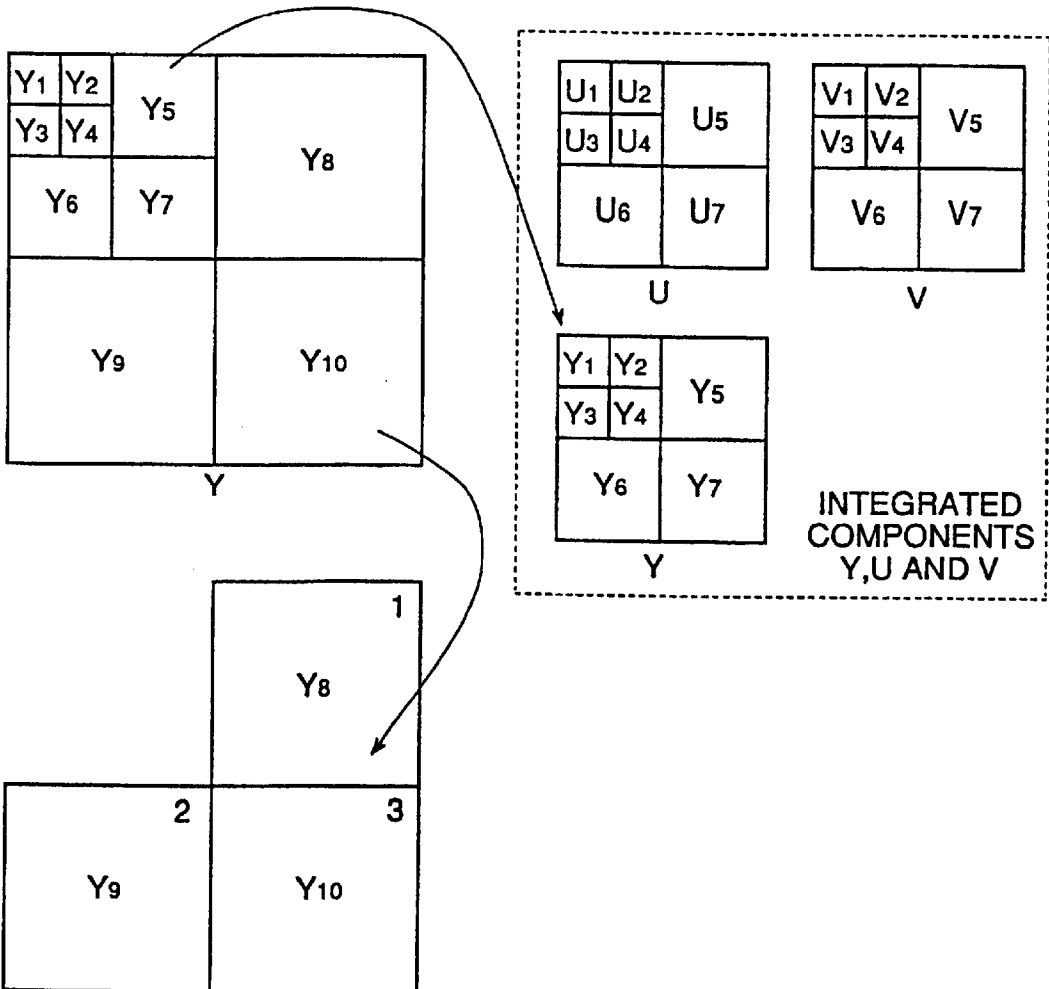 Y1 Y2
Y3 Y4
Y5
Y6 Y7
Y8
Y9 Y10
Y
U1 U2
U3 U4
U5
U6 U7
U
V1 V2
V3 V4
V5
V6 V7
V
Y1 Y2
Y3 Y4
Y5
Y6 Y7
Y
INTEGRATED
COMPONENTS
Y,U AND V
1
Y8
2
Y9
3
Y10